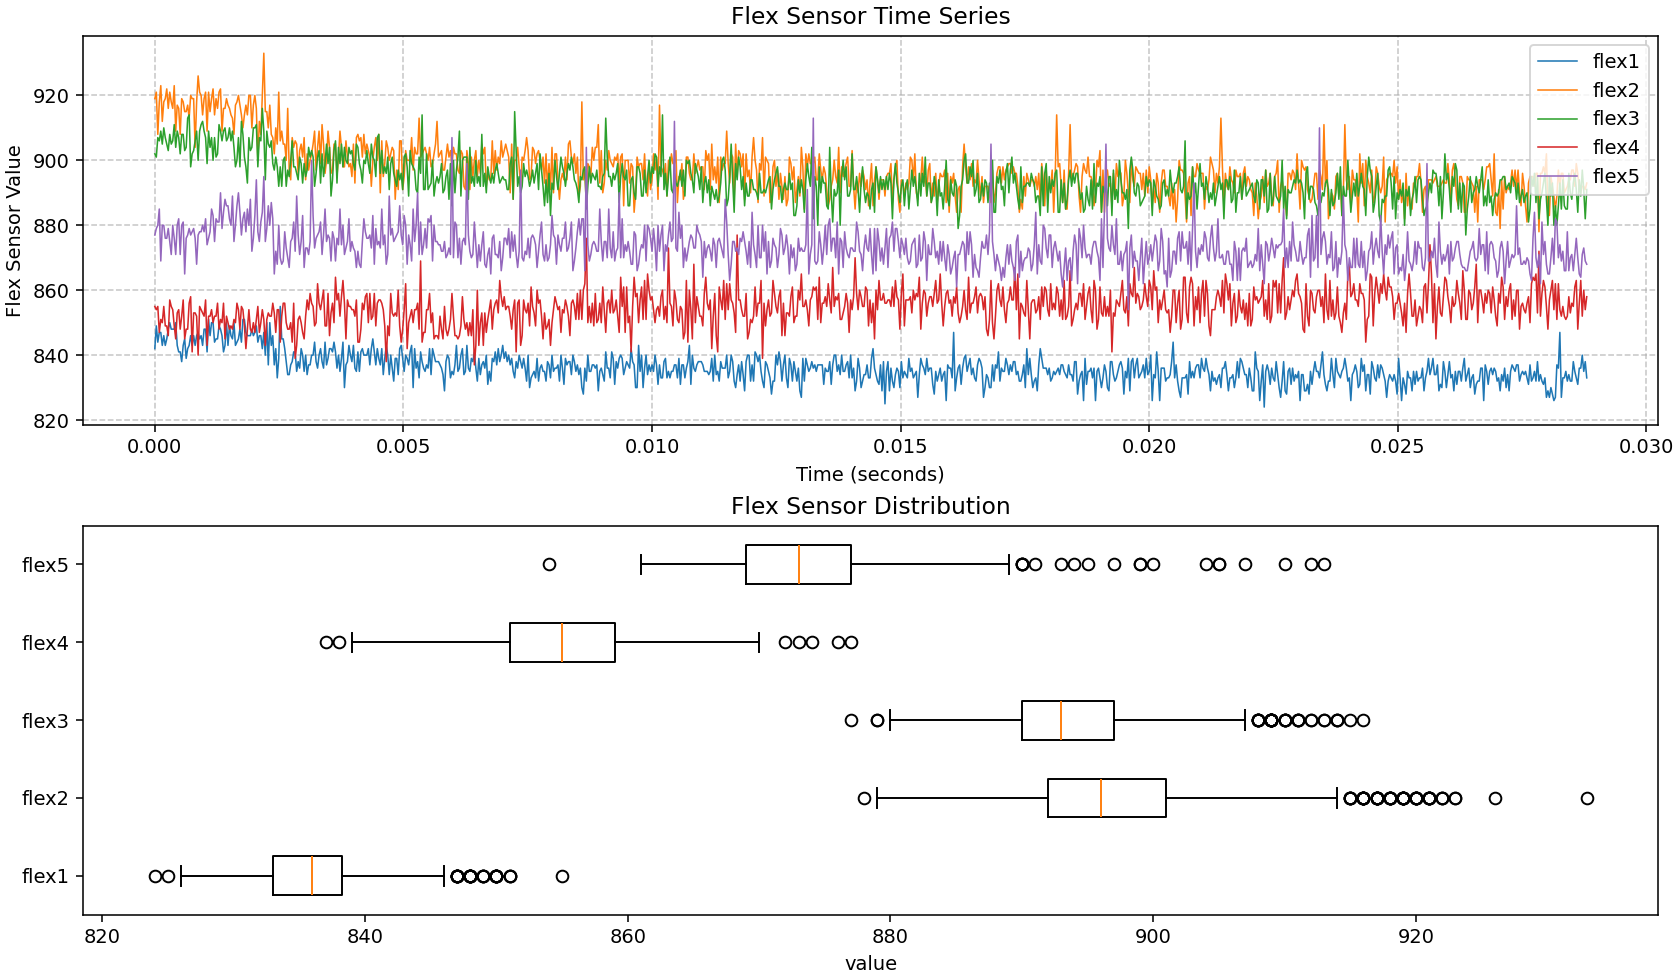 Flex Sensor Time Series
Flex Sensor Value
920
900
880
860
840
820
flex1
flex2
flex3
flex4
flex5
0.000 0.005 0.010 0.015 0.020 0.025 0.030
Time (seconds)
Flex Sensor Distribution
flex5
flex4
flex3
flex2
flex1
820 840 860 880 900 920
value